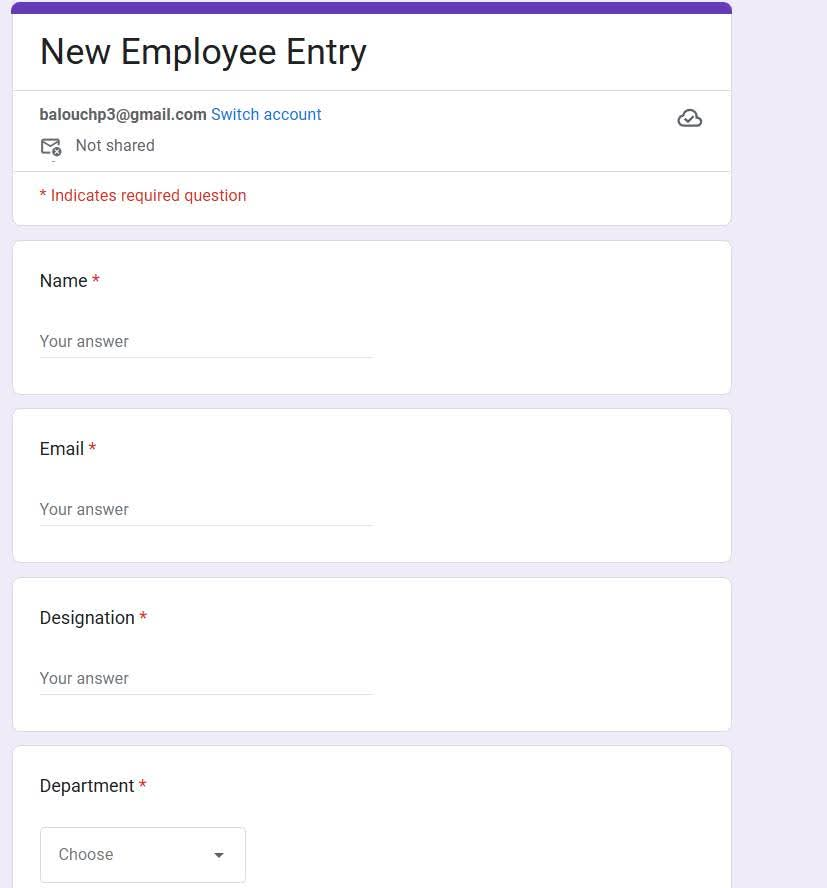 New Employee Entry
balouchp3@gmail.com Switch account
Not shared
* Indicates required question
Name *
Your answer
Email *
Your answer
Designation *
Your answer
Department *
Choose